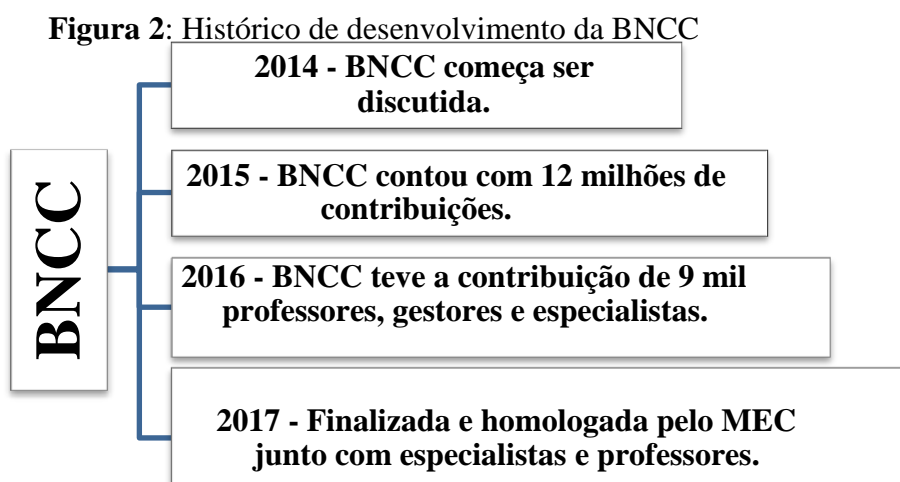 Figura 2: Histórico de desenvolvimento da BNCC
BNCC
2014 - BNCC começa ser
discutida.
2015 - BNCC contou com 12 milhões de
contribuições.
2016 - BNCC teve a contribuição de 9 mil
professores, gestores e especialistas.
2017 - Finalizada e homologada pelo MEC
junto com especialistas e professores.